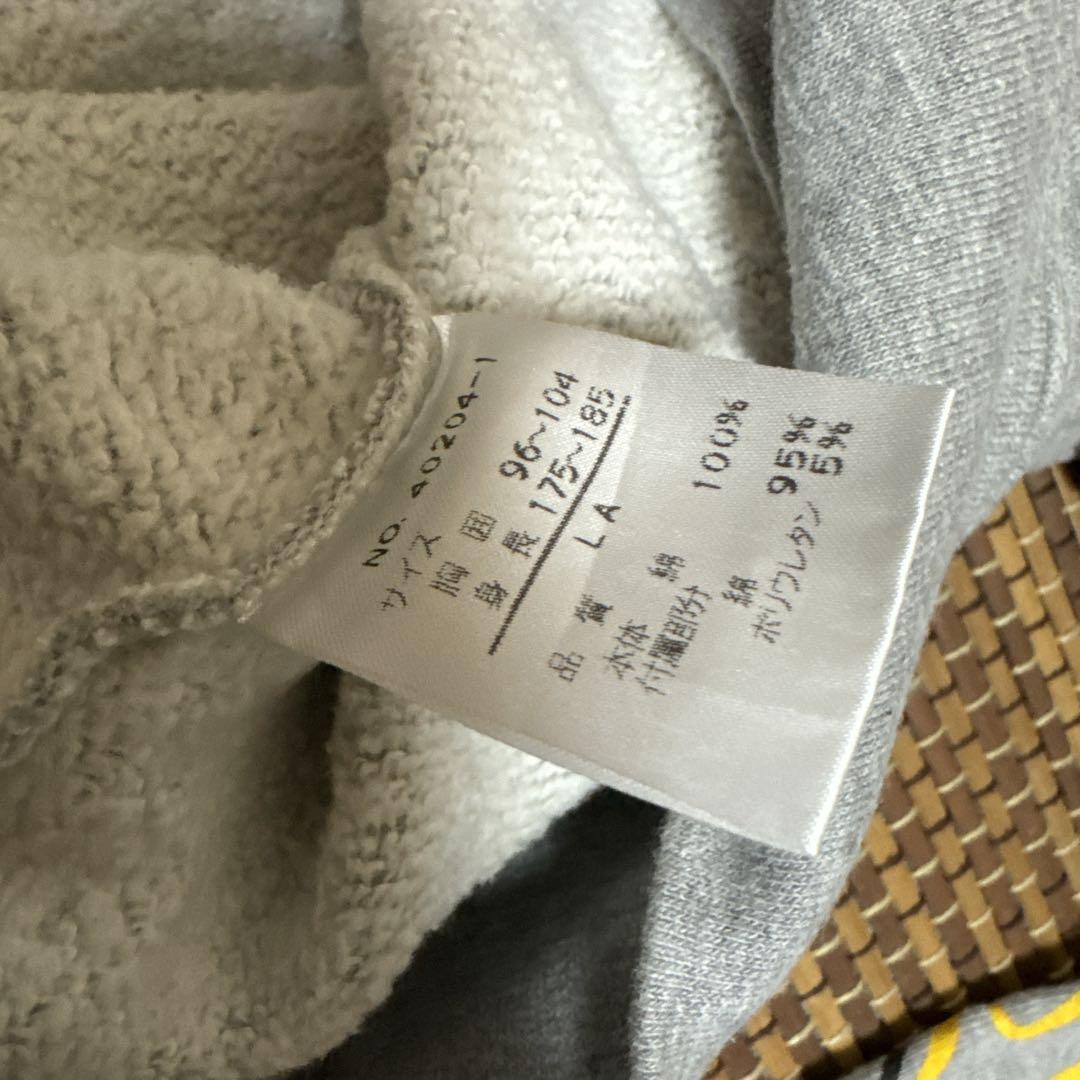 NO. 40204-1
サイズ
胸囲 96~104
身長 175~185
LA
品質
本体 綿 100%
付属部分
綿 95%
ポリウレタン 5%